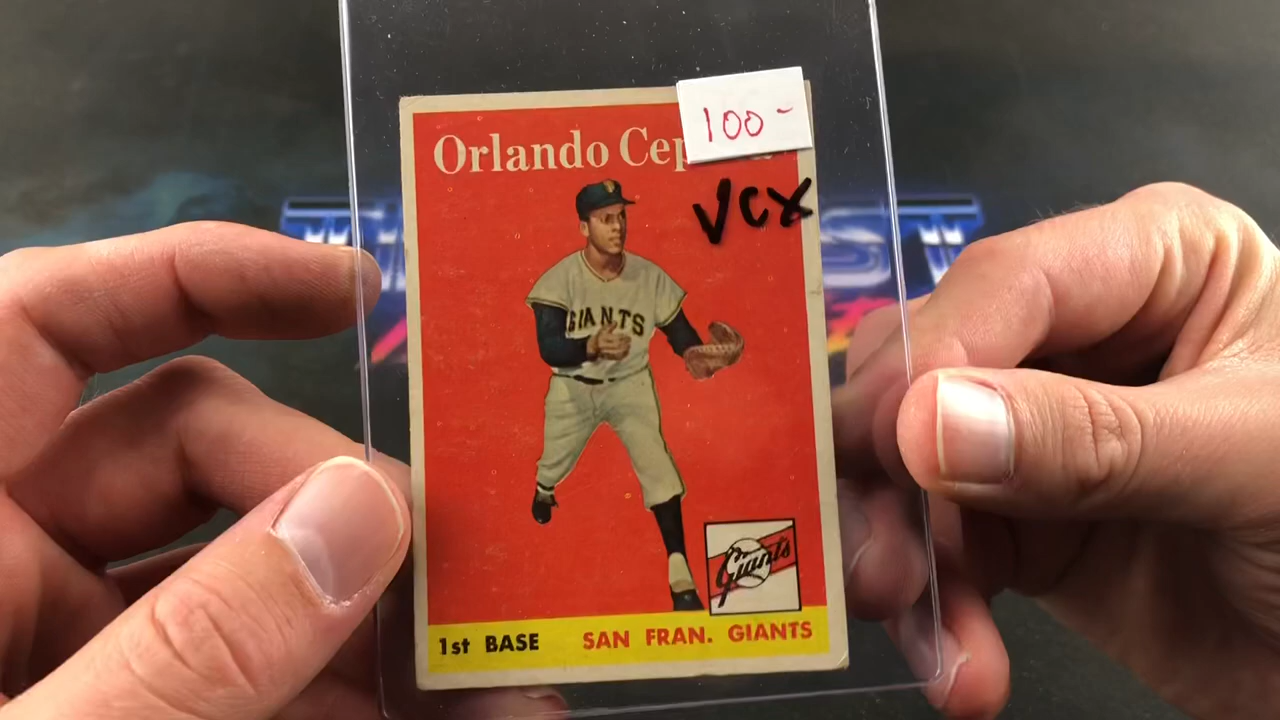 100-
Orlando Cep
VCX
GIANTS
Giants
1st BASE SAN FRAN. GIANTS